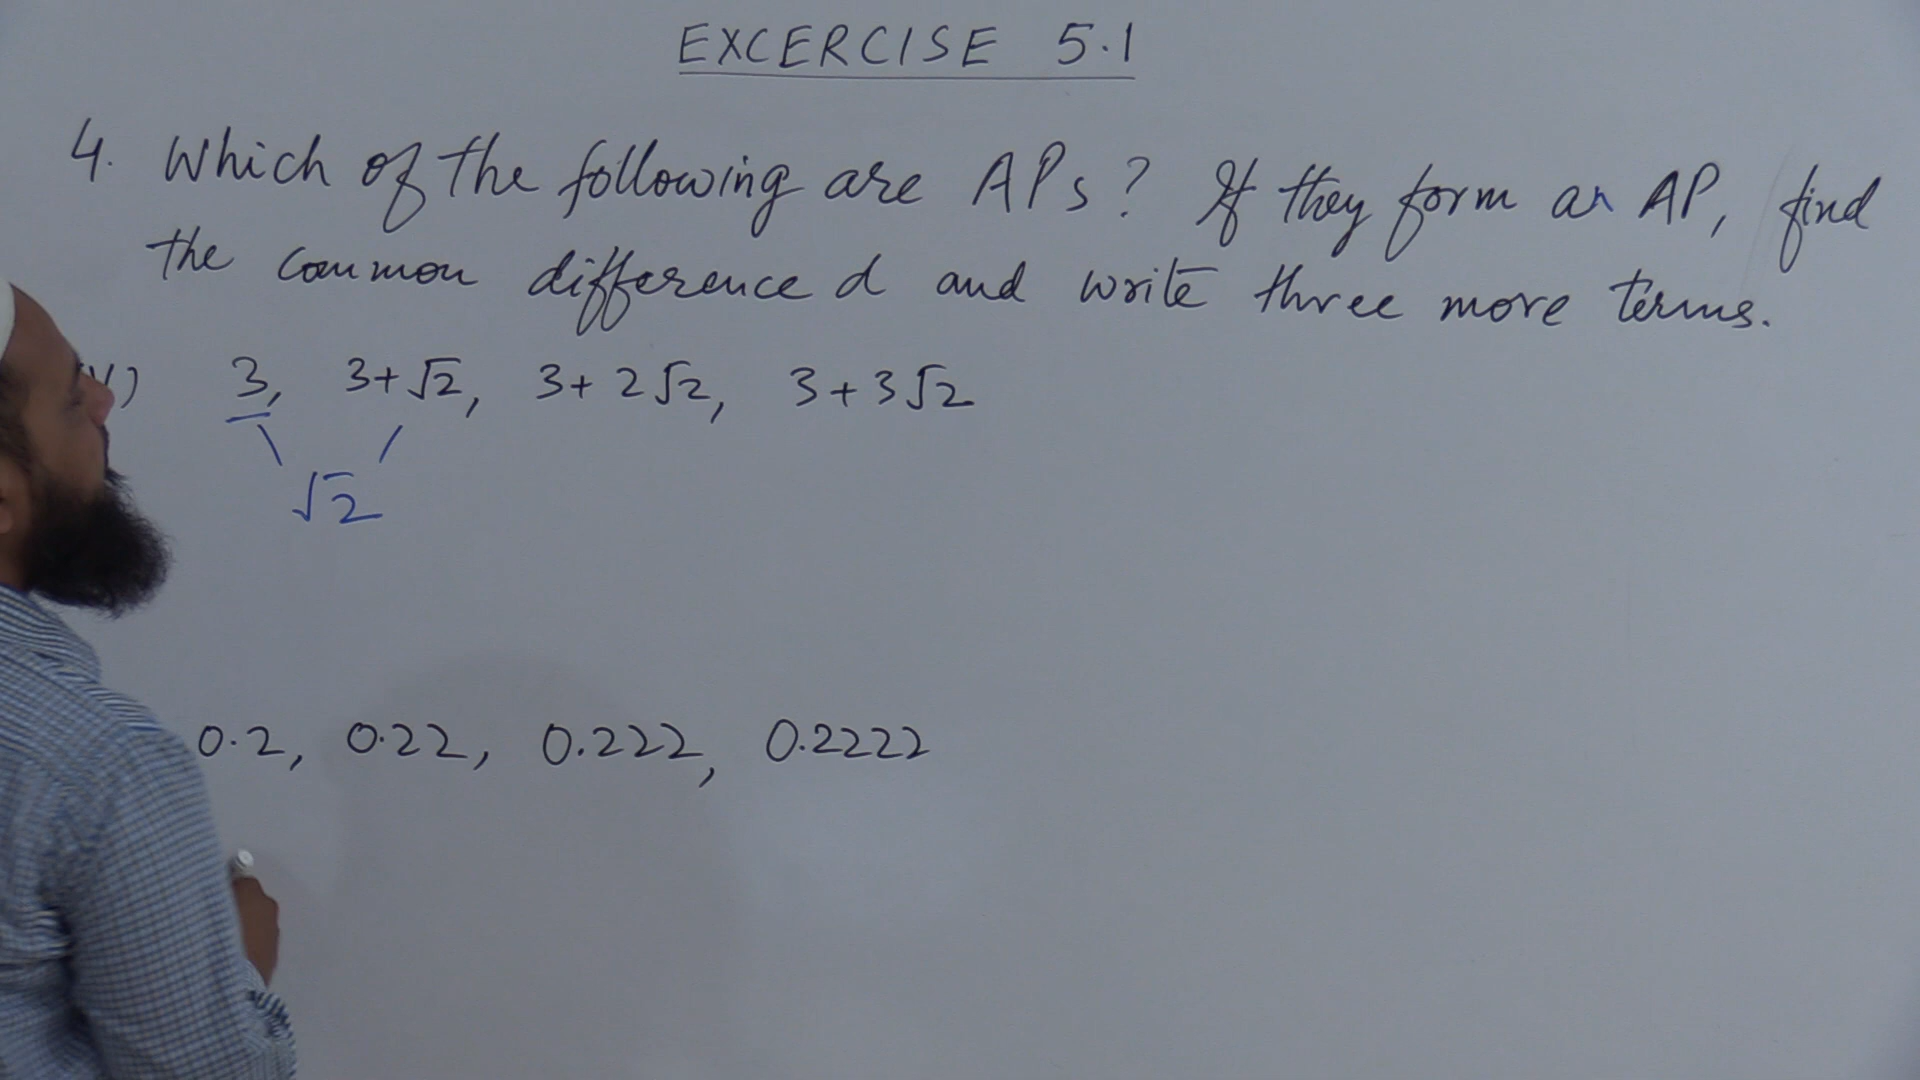 EXCERCISE 5.1
4. Which of the following are APs? If they form an AP, find
the common difference d and write three more terms.
v) 3, 3+√2, 3+2√2, 3+3√2
√2
0.2, 0.22, 0.222, 0.2222